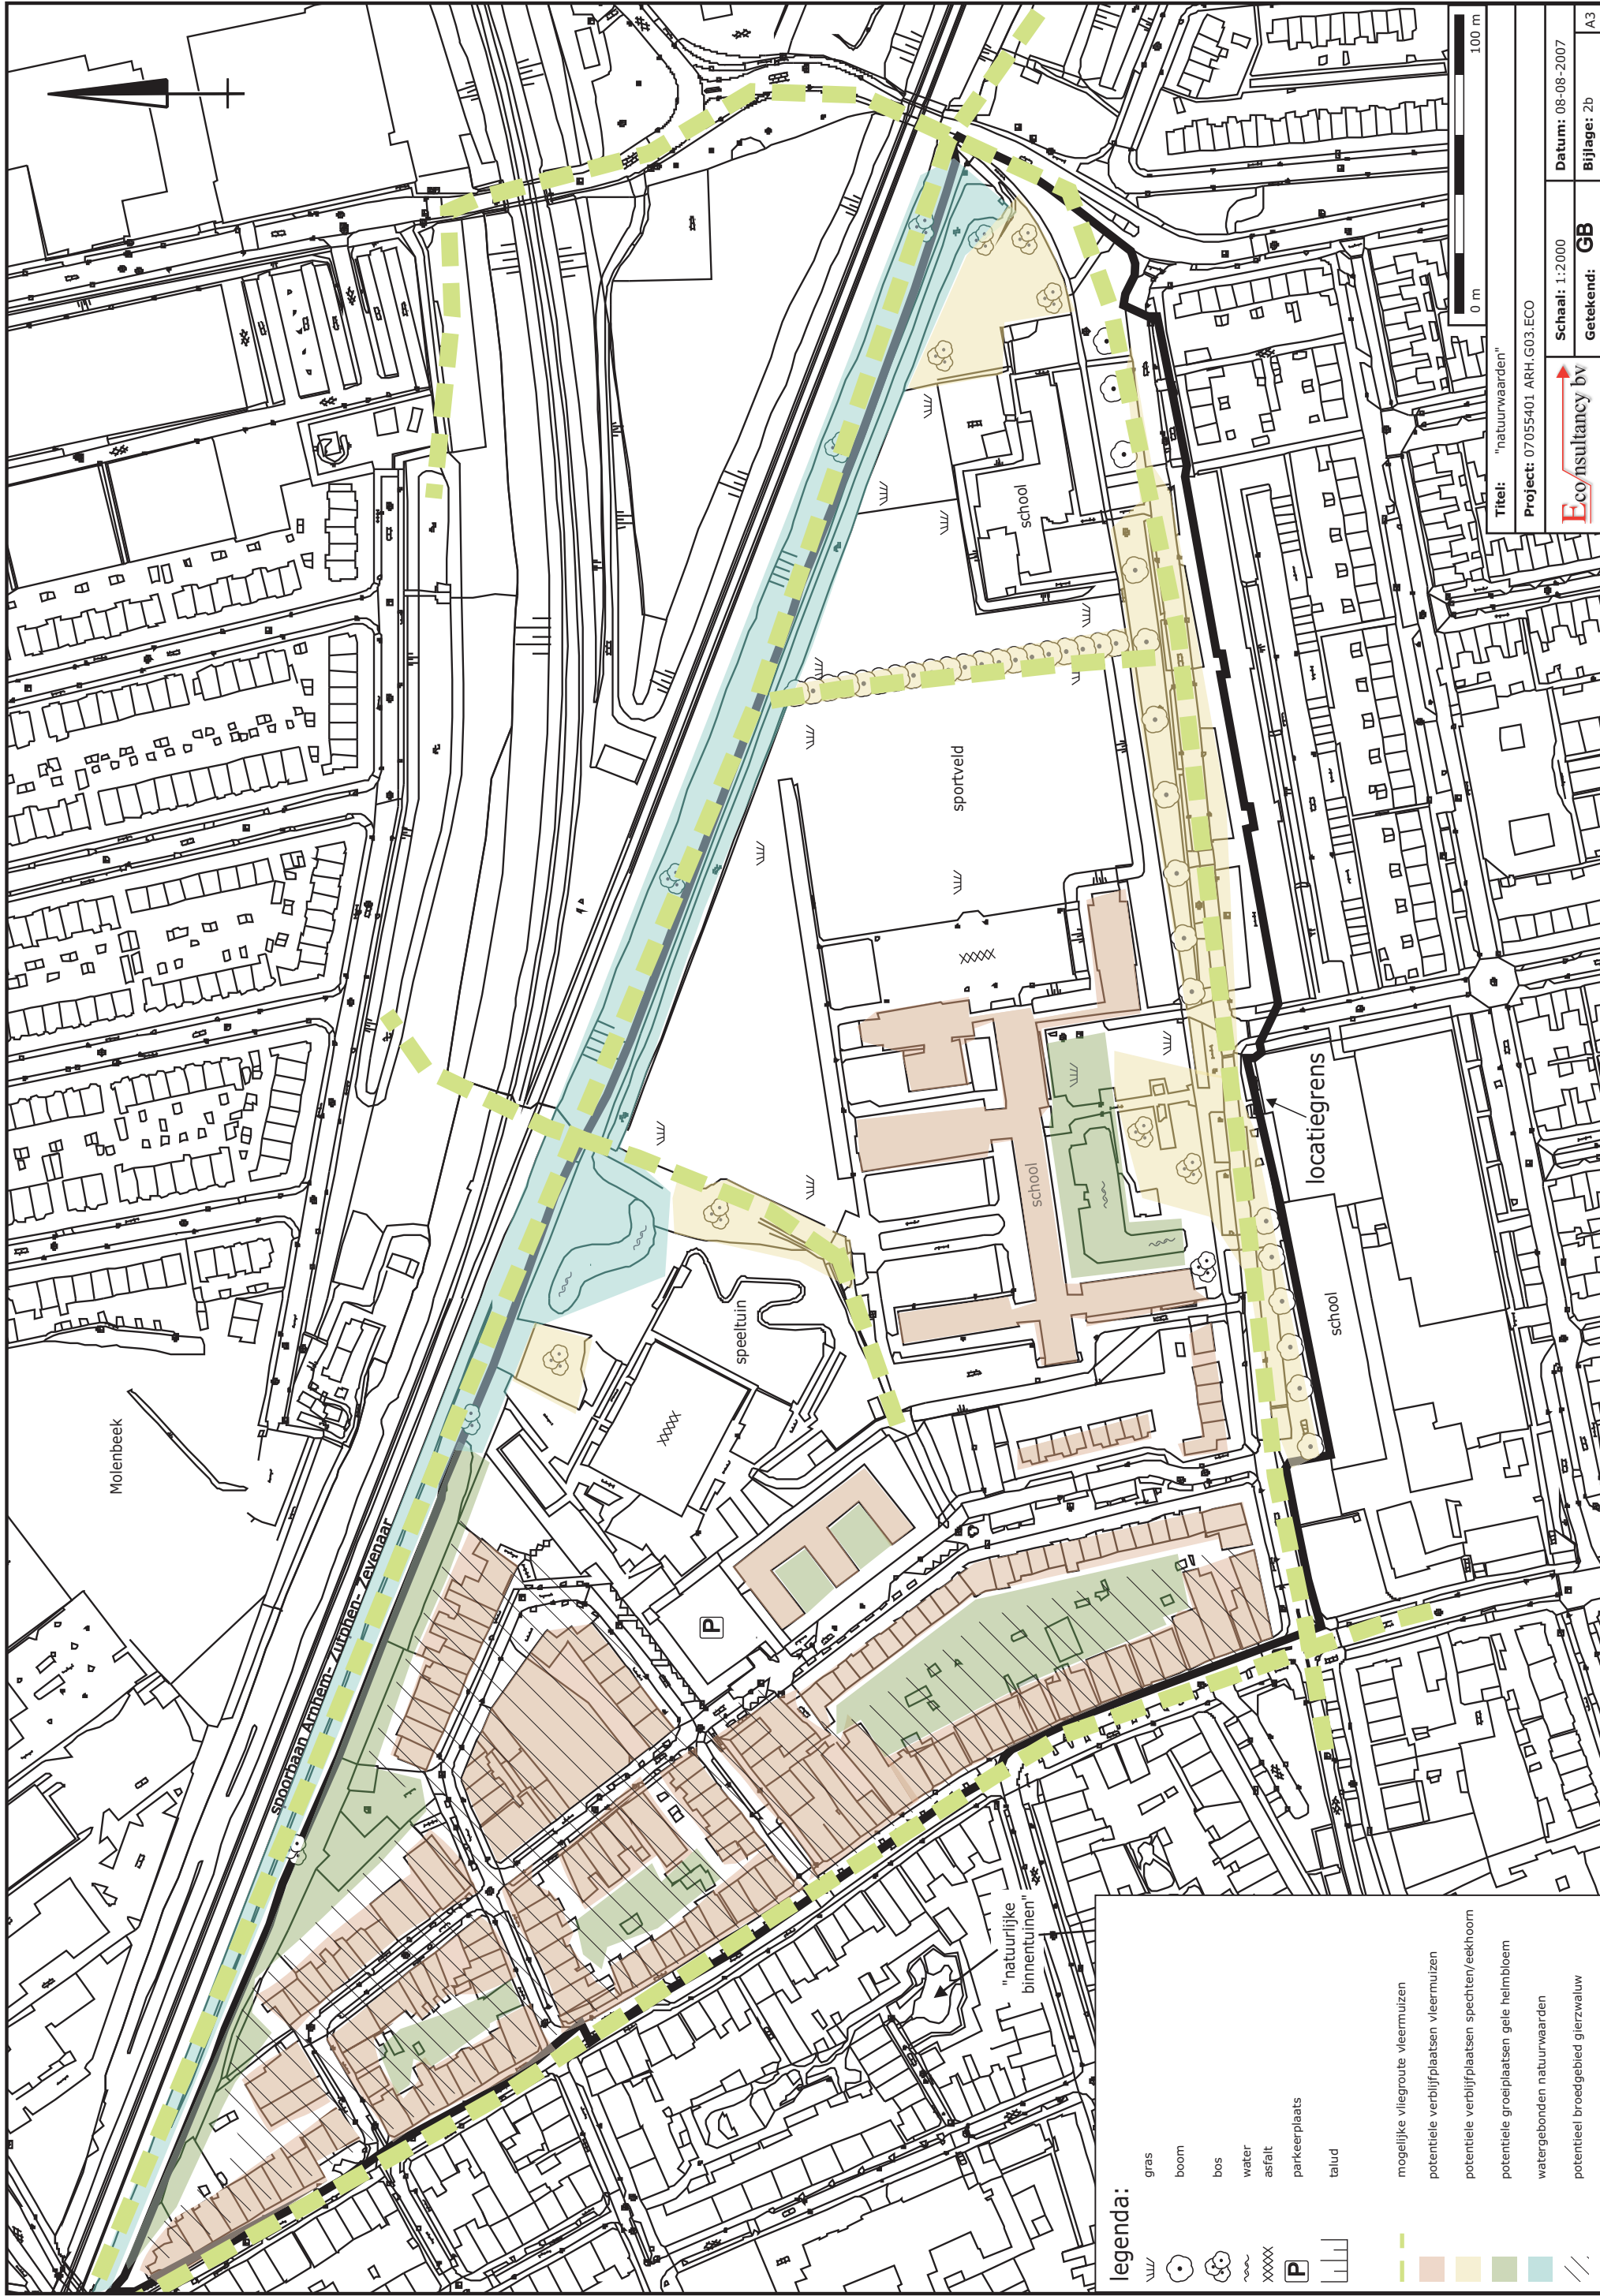 Molenbeek
spoorbaan Arnhem- Zutphen- Zevenaar
speeltuin
P
school
sportveld
school
school
locatiegrens
"natuurlijke
binnentuinen"
legenda:
gras
boom
bos
water
asfalt
P
parkeerplaats
talud
mogelijke vliegroute vleermuizen
potentiele verblijfplaatsen vleermuizen
potentiele verblijfplaatsen spechten/eekhoorn
potentiele groeiplaatsen gele helmbloem
watergebonden natuurwaarden
potentieel broedgebied gierzwaluw
0 m
100 m
Titel: "natuurwaarden"
Project: 07055401 ARH.G03.ECO
Econsultancy bv
Schaal: 1:2000
Datum: 08-08-2007
Getekend: GB
Bijlage: 2b
A3